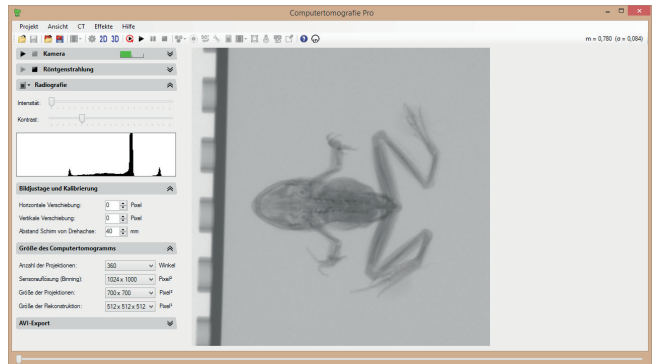 Computertomografie Pro
Projekt Ansicht CT Effekte Hilfe
2D 3D
m = 0,780 (σ = 0,084)
Kamera
Röntgenstrahlung
Radiografie
Intensität:
Kontrast:
Bildjustage und Kalibrierung
Horizontale Verschiebung: 0 Pixel
Vertikale Verschiebung: 0 Pixel
Abstand Schirm von Drehachse: 40 mm
Größe des Computertomogramms
Anzahl der Projektionen: 360 Winkel
Sensorauflösung (Binning): 1024 x 1000 Pixel²
Größe der Projektionen: 700 x 700 Pixel²
Größe der Rekonstruktion: 512 x 512 x 512 Pixel³
AVI-Export